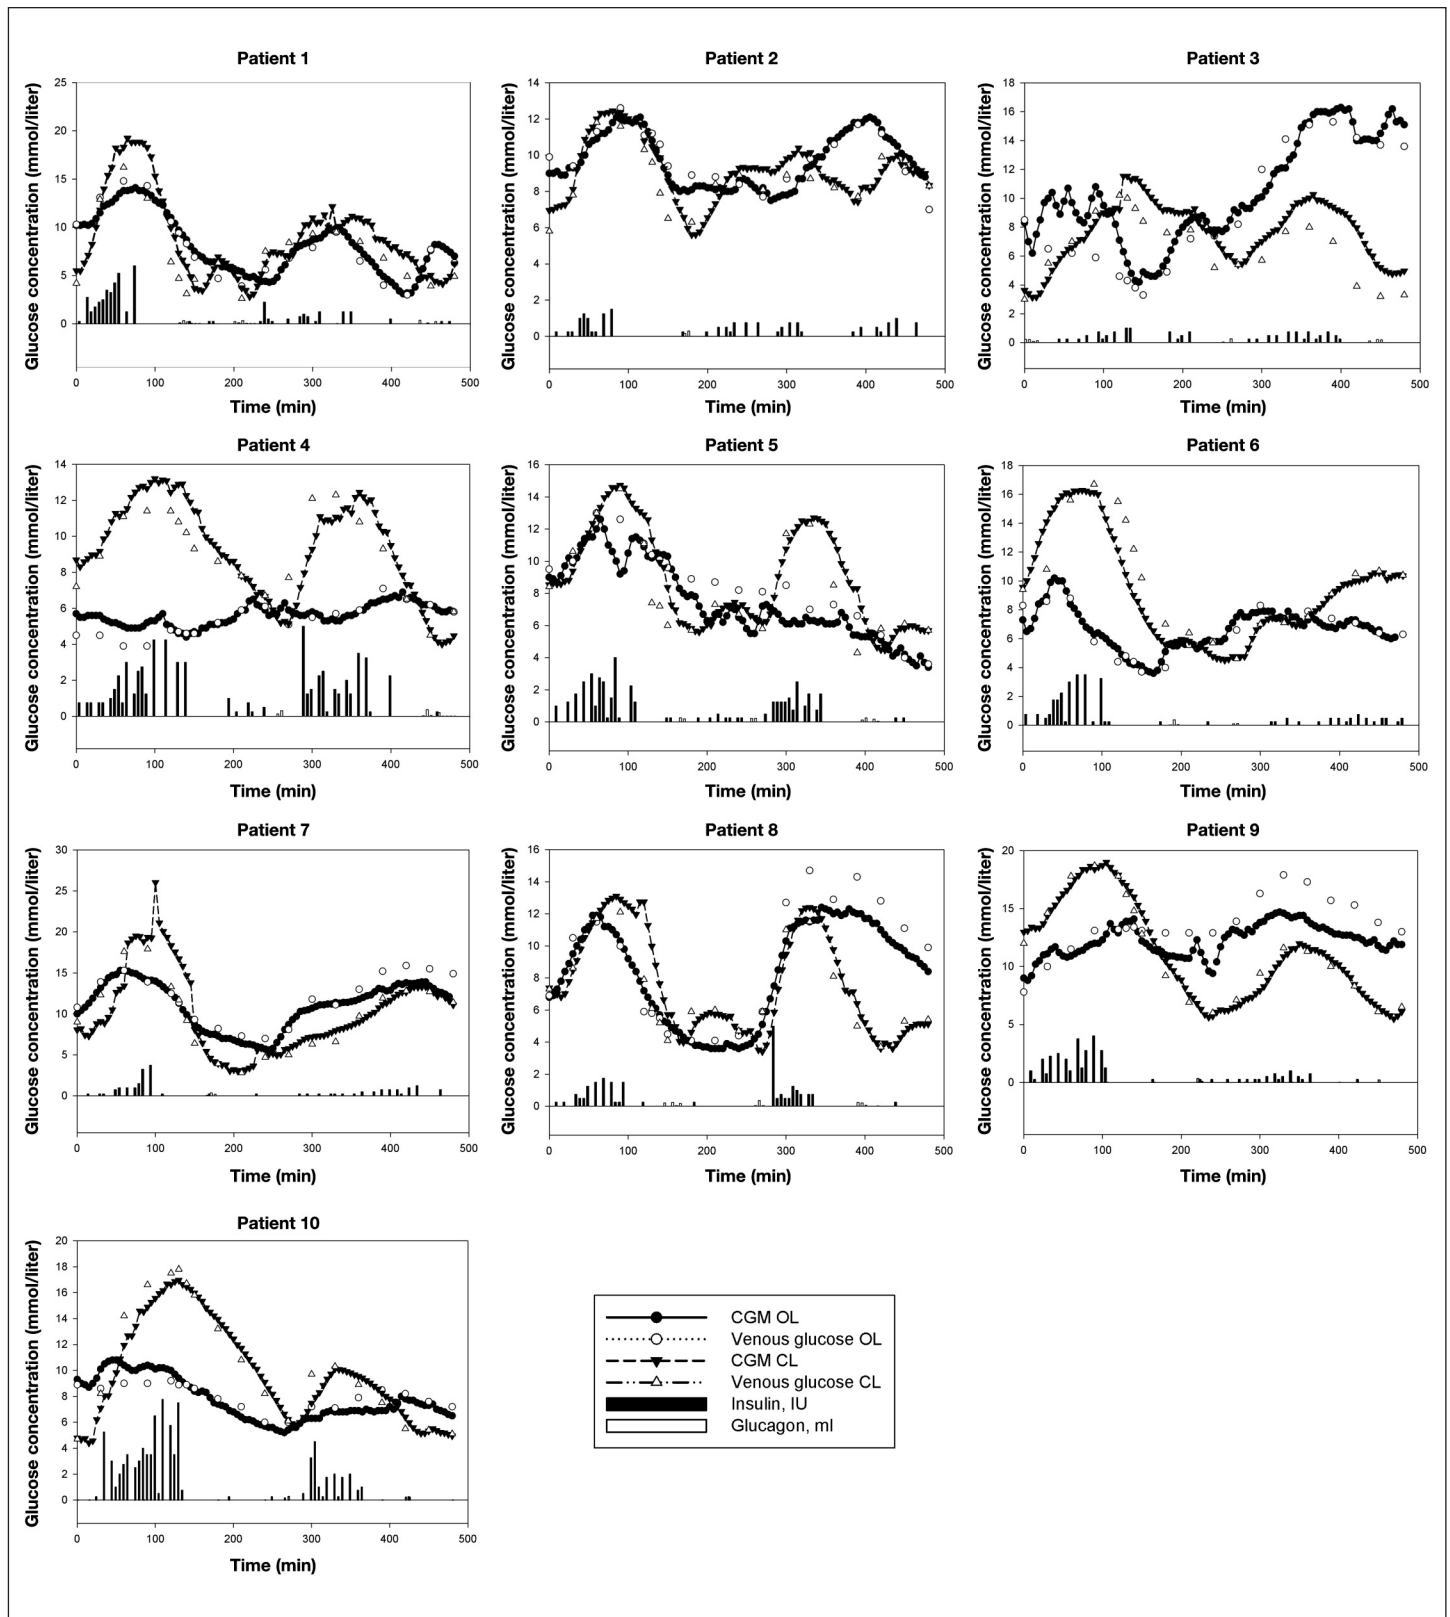 Patient 1
Glucose concentration (mmol/liter)
25
20
15
10
5
0
0 100 200 300 400 500
Time (min)
Patient 2
Glucose concentration (mmol/liter)
14
12
10
8
6
4
2
0
0 100 200 300 400 500
Time (min)
Patient 3
Glucose concentration (mmol/liter)
18
16
14
12
10
8
6
4
2
0
0 100 200 300 400 500
Time (min)
Patient 4
Glucose concentration (mmol/liter)
14
12
10
8
6
4
2
0
0 100 200 300 400 500
Time (min)
Patient 5
Glucose concentration (mmol/liter)
16
14
12
10
8
6
4
2
0
0 100 200 300 400 500
Time (min)
Patient 6
Glucose concentration (mmol/liter)
18
16
14
12
10
8
6
4
2
0
0 100 200 300 400 500
Time (min)
Patient 7
Glucose concentration (mmol/liter)
30
25
20
15
10
5
0
0 100 200 300 400 500
Time (min)
Patient 8
Glucose concentration (mmol/liter)
16
14
12
10
8
6
4
2
0
0 100 200 300 400 500
Time (min)
Patient 9
Glucose concentration (mmol/liter)
20
15
10
5
0
0 100 200 300 400 500
Time (min)
Patient 10
Glucose concentration (mmol/liter)
20
18
16
14
12
10
8
6
4
2
0
0 100 200 300 400 500
Time (min)
CGM OL
Venous glucose OL
CGM CL
Venous glucose CL
Insulin, IU
Glucagon, ml